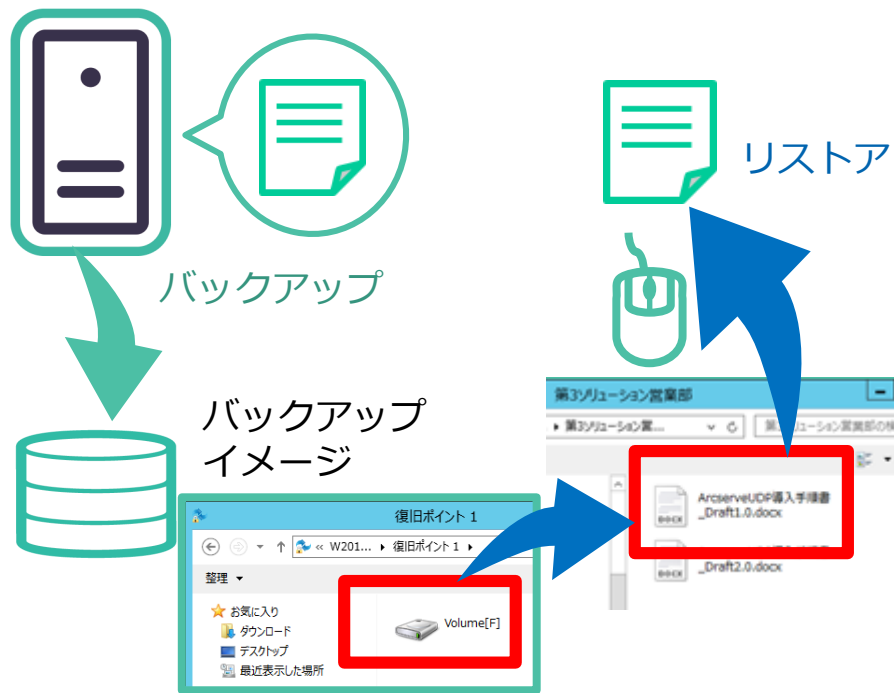 リストア
バックアップ
バックアップ
イメージ
第3ソリューション営業部
第3ソリューション営...
ArcserveUDP導入手順書
_Draft1.0.docx
DOCX
_Draft2.0.docx
DOCX
復旧ポイント 1
« W201... ▸ 復旧ポイント 1 ▸
整理
お気に入り
ダウンロード
デスクトップ
最近表示した場所
Volume[F]